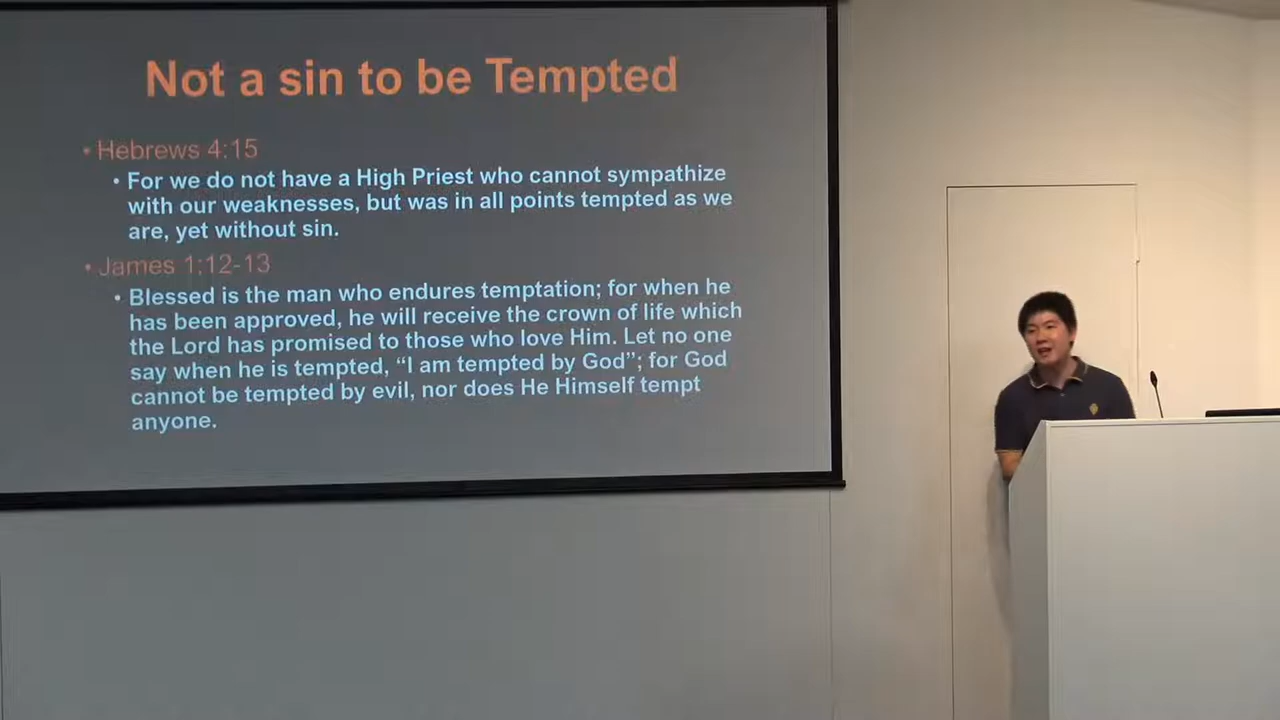 Not a sin to be Tempted
• Hebrews 4:15
• For we do not have a High Priest who cannot sympathize
with our weaknesses, but was in all points tempted as we
are, yet without sin.
• James 1:12-13
• Blessed is the man who endures temptation; for when he
has been approved, he will receive the crown of life which
the Lord has promised to those who love Him. Let no one
say when he is tempted, “I am tempted by God”; for God
cannot be tempted by evil, nor does He Himself tempt
anyone.